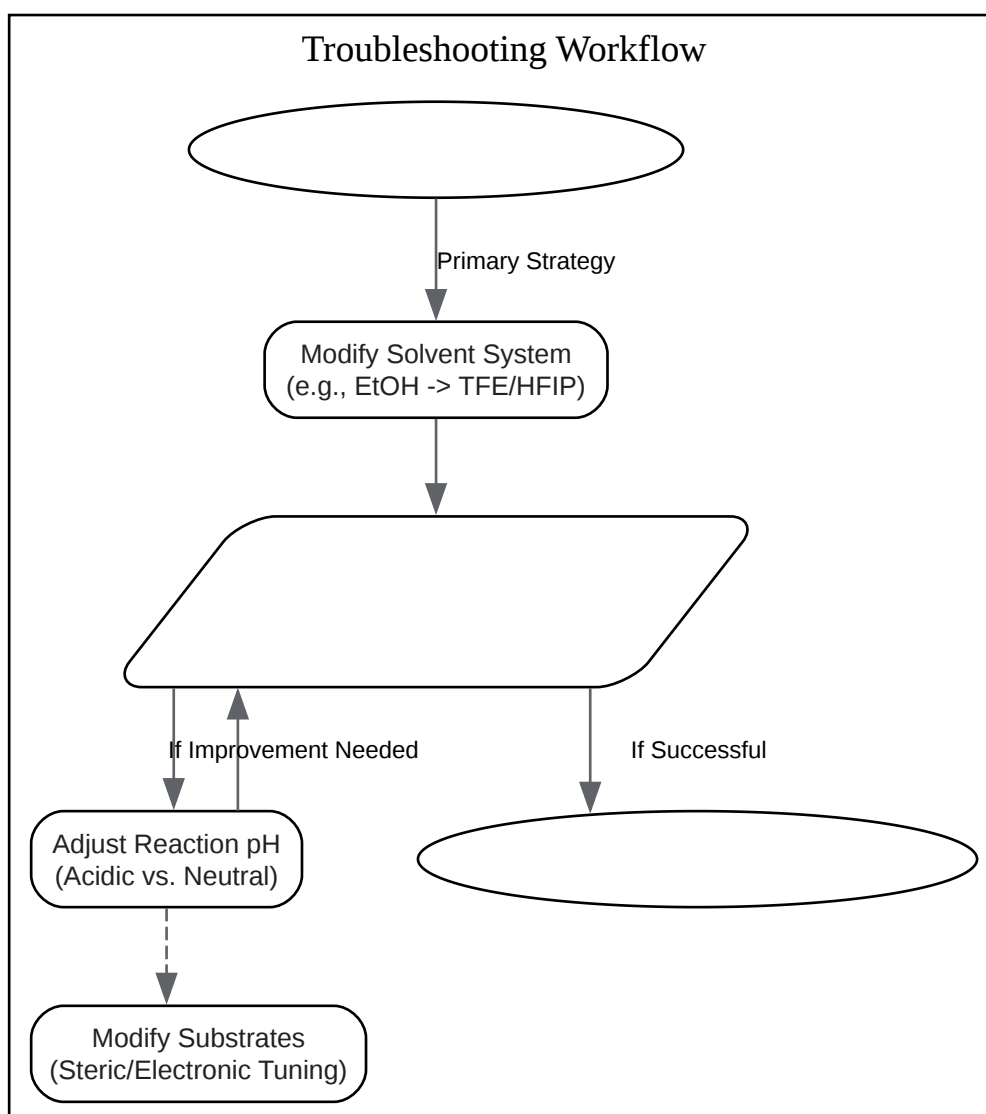 Troubleshooting Workflow
Primary Strategy
Modify Solvent System
(e.g., EtOH -> TFE/HFIP)
If Improvement Needed
If Successful
Adjust Reaction pH
(Acidic vs. Neutral)
Modify Substrates
(Steric/Electronic Tuning)